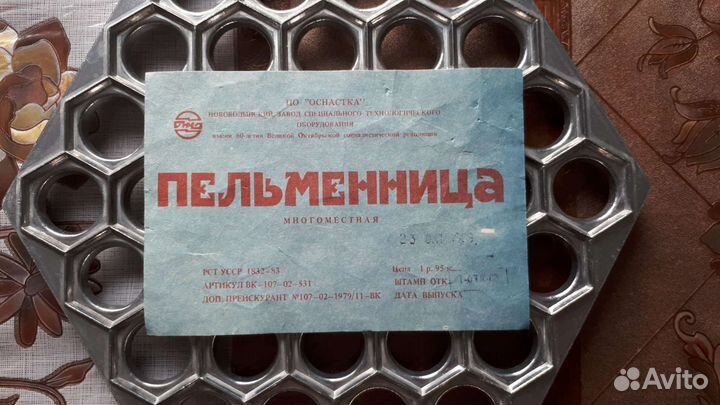 ПО "ОСНАСТКА"
НОВОВОЛЫНСКИЙ ЗАВОД СПЕЦИАЛЬНОГО ТЕХНОЛОГИЧЕСКОГО
ОБОРУДОВАНИЯ
имени 60-летия Великой Октябрьской социалистической революции
ПЕЛЬМЕННИЦА
МНОГОМЕСТНАЯ
23
РСТ УССР 1832-83
АРТИКУЛ ВК-107-02-531
ДОП. ПРЕЙСКУРАНТ №107-02-1979/11-ВК
Цена 1 р. 95 к.
ШТАМП ОТК
ДАТА ВЫПУСКА
Avito